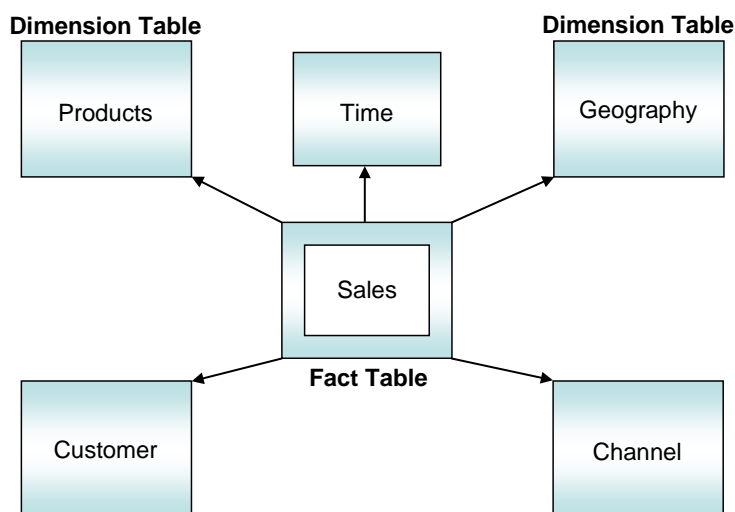 Dimension Table
Dimension Table
Products
Time
Geography
Sales
Fact Table
Customer
Channel